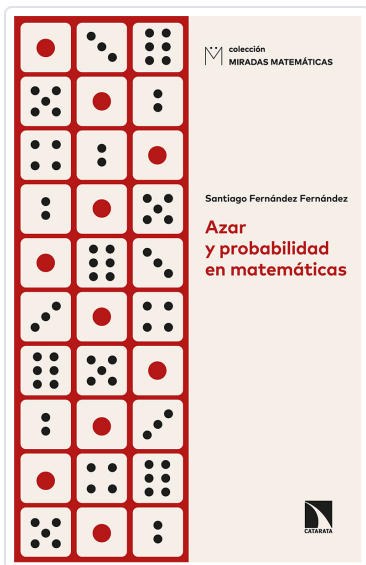 colección
MIRADAS MATEMÁTICAS
Santiago Fernández Fernández
Azar
y probabilidad
en matemáticas
CATARATA